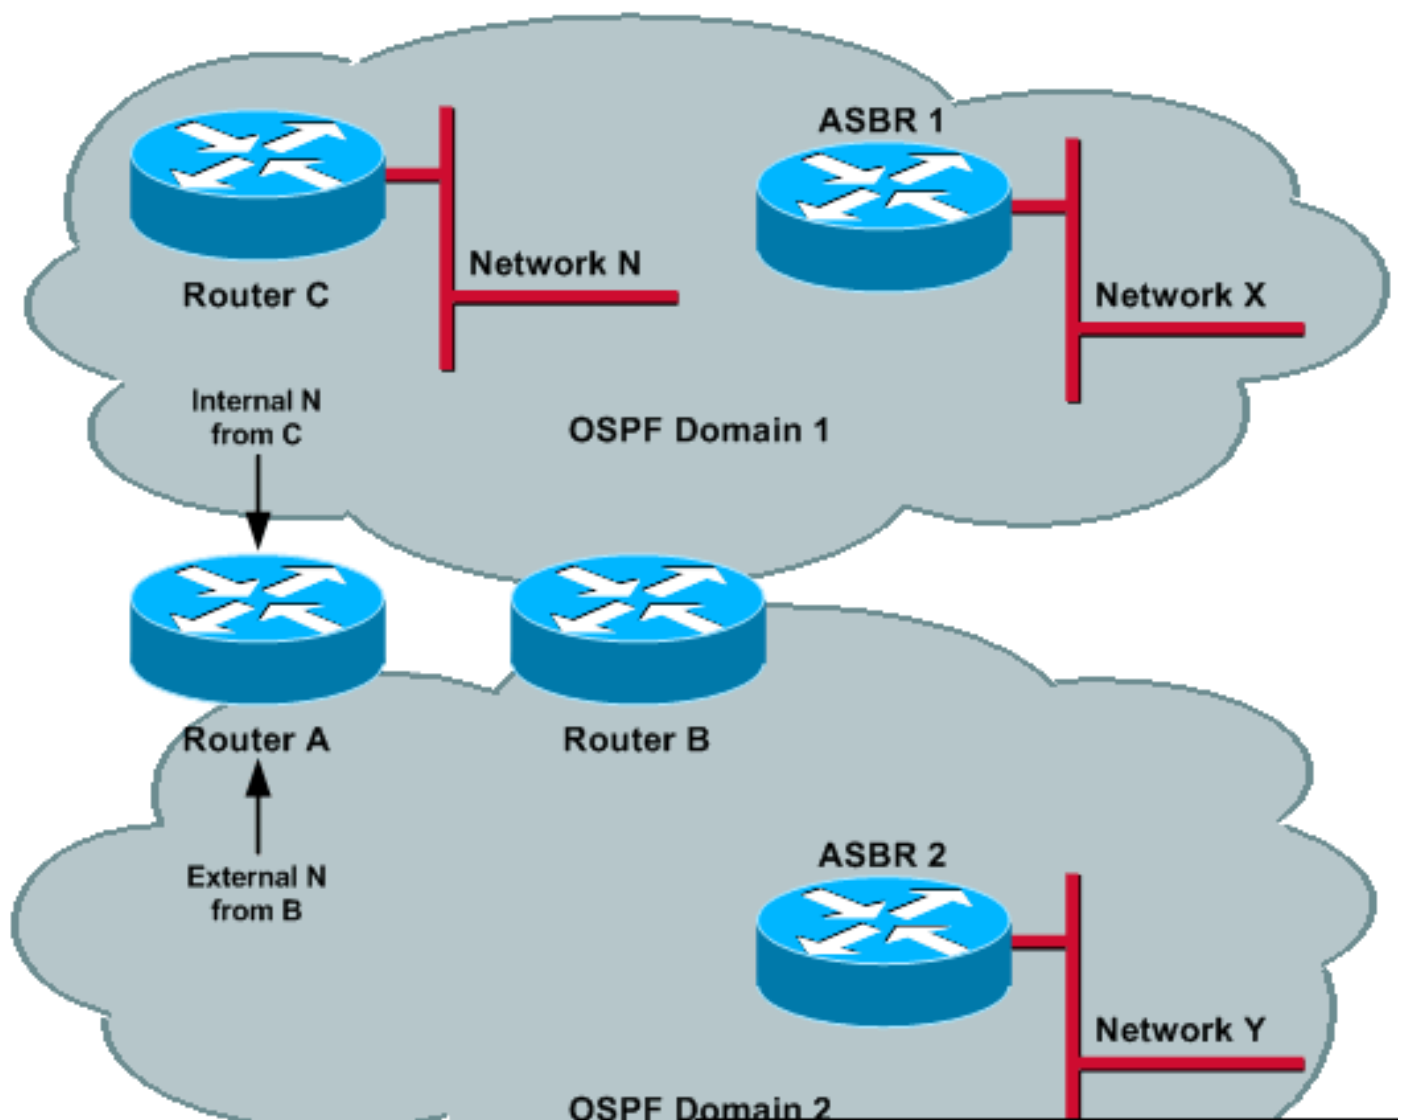 ASBR 1
Network N
Router C
Network X
Internal N
from C
OSPF Domain 1
Router A
Router B
External N
from B
ASBR 2
Network Y
OSPF Domain 2